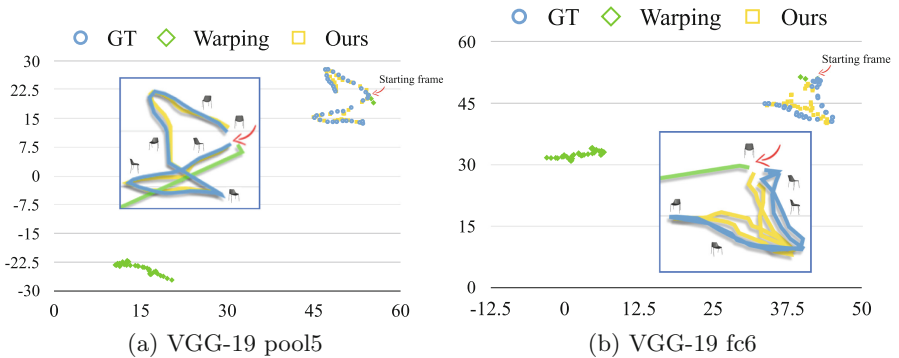 GT Warping Ours
30
22.5
15
7.5
0
-7.5
-15
-22.5
-30
0 15 30 45 60
Starting frame
(a) VGG-19 pool5
GT Warping Ours
60
45
30
15
0
-12.5 0 12.5 25 37.5 50
Starting frame
(b) VGG-19 fc6